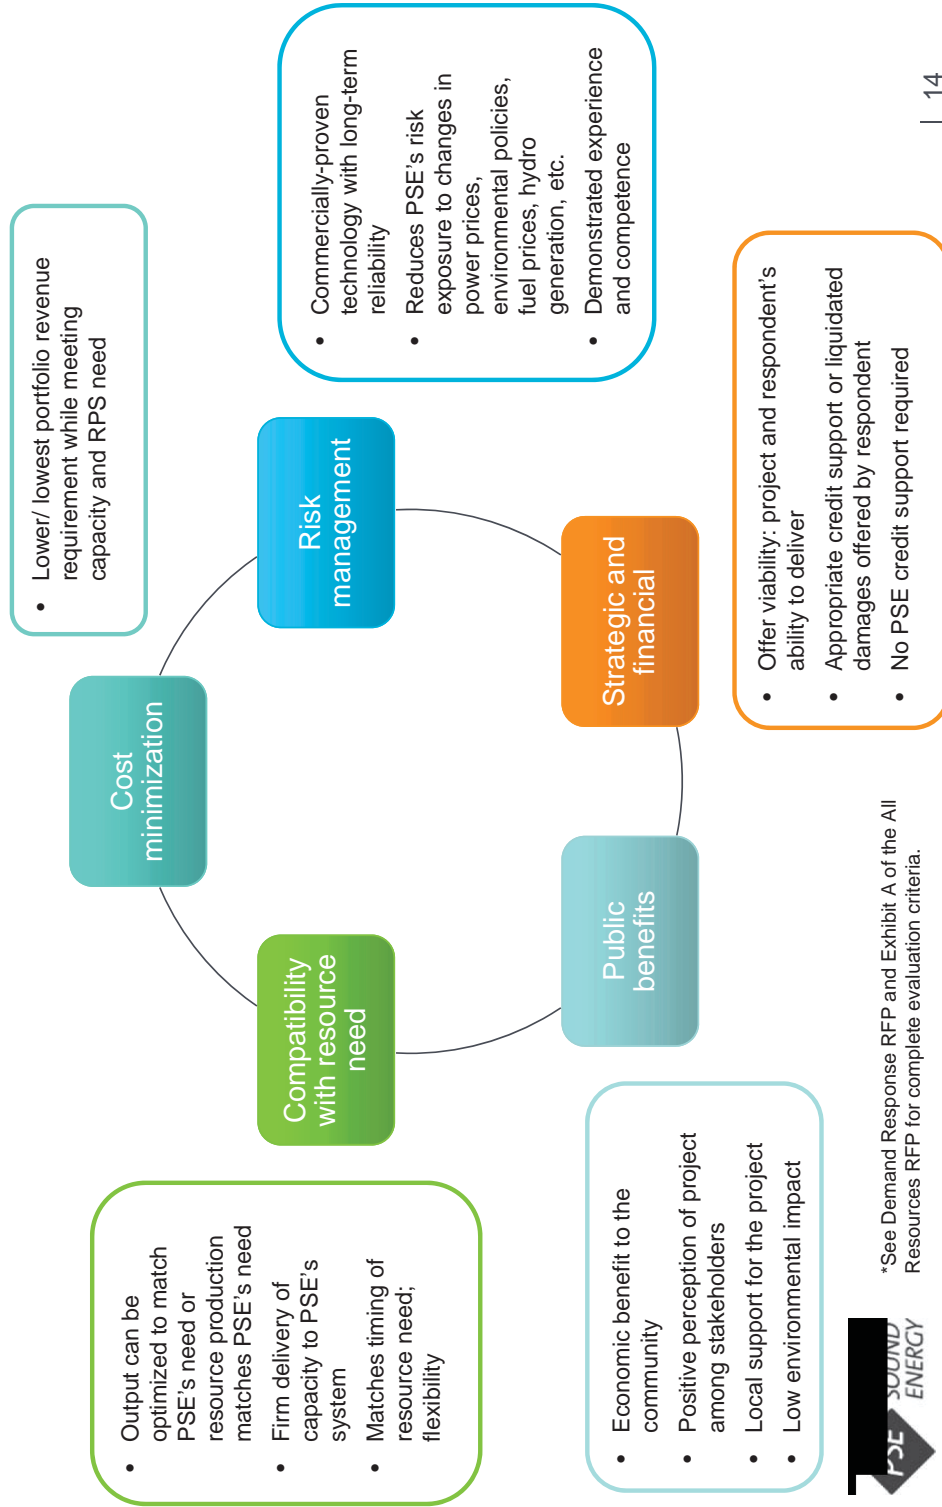 Cost
minimization
• Lower/ lowest portfolio revenue
requirement while meeting
capacity and RPS need
Risk
management
• Commercially-proven
technology with long-term
reliability
• Reduces PSE's risk
exposure to changes in
power prices,
environmental policies,
fuel prices, hydro
generation, etc.
• Demonstrated experience
and competence
Strategic and
financial
• Offer viability: project and respondent's
ability to deliver
• Appropriate credit support or liquidated
damages offered by respondent
• No PSE credit support required
Public
benefits
• Economic benefit to the
community
• Positive perception of project
among stakeholders
• Local support for the project
• Low environmental impact
Compatibility
with resource
need
• Output can be
optimized to match
PSE's need or
resource production
matches PSE's need
• Firm delivery of
capacity to PSE's
system
• Matches timing of
resource need;
flexibility
*See Demand Response RFP and Exhibit A of the All
Resources RFP for complete evaluation criteria.
PSE
SOUND
ENERGY
| 14